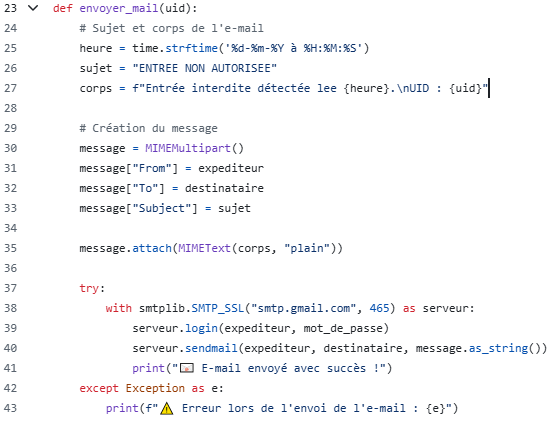 23 def envoyer_mail(uid):
24 # Sujet et corps de l'e-mail
25 heure = time.strftime('%d-%m-%Y à %H:%M:%S')
26 sujet = "ENTREE NON AUTORISEE"
27 corps = f"Entrée interdite détectée lee {heure}.\nUID : {uid}"
28
29 # Création du message
30 message = MIMEMultipart()
31 message["From"] = expediteur
32 message["To"] = destinataire
33 message["Subject"] = sujet
34
35 message.attach(MIMEText(corps, "plain"))
36
37 try:
38 with smtplib.SMTP_SSL("smtp.gmail.com", 465) as serveur:
39 serveur.login(expediteur, mot_de_passe)
40 serveur.sendmail(expediteur, destinataire, message.as_string())
41 print("📧 E-mail envoyé avec succès !")
42 except Exception as e:
43 print(f"⚠️ Erreur lors de l'envoi de l'e-mail : {e}")